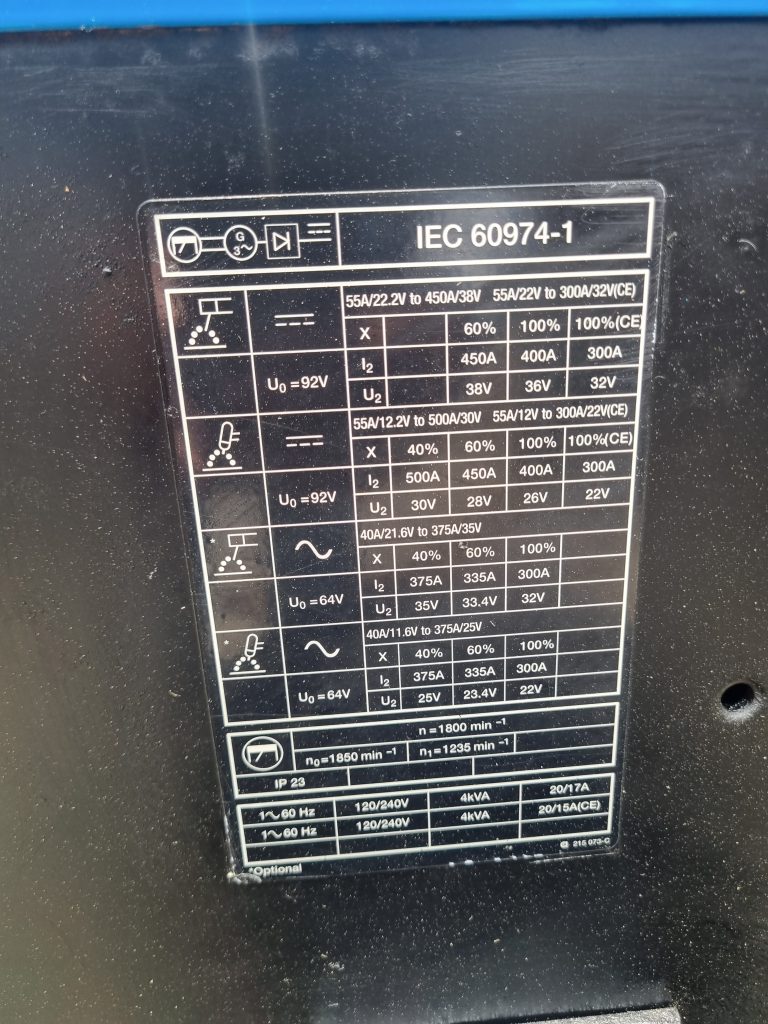 G
3~
IEC 60974-1
55A/22.2V to 450A/38V 55A/22V to 300A/32V(CE)
X 60% 100% 100%(CE)
I2 450A 400A 300A
U0 =92V
U2 38V 36V 32V
55A/12.2V to 500A/30V 55A/12V to 300A/22V(CE)
X 40% 60% 100% 100%(CE)
I2 500A 450A 400A 300A
U0 =92V
U2 30V 28V 26V 22V
*
40A/21.6V to 375A/35V
X 40% 60% 100%
I2 375A 335A 300A
U0 =64V
U2 35V 33.4V 32V
*
40A/11.6V to 375A/25V
X 40% 60% 100%
I2 375A 335A 300A
U0 =64V
U2 25V 23.4V 22V
n =1800 min -1
n0=1850 min -1 n1=1235 min -1
IP 23
1~60 Hz 120/240V 4kVA 20/17A
1~60 Hz 120/240V 4kVA 20/15A(CE)
215 073-C
*Optional